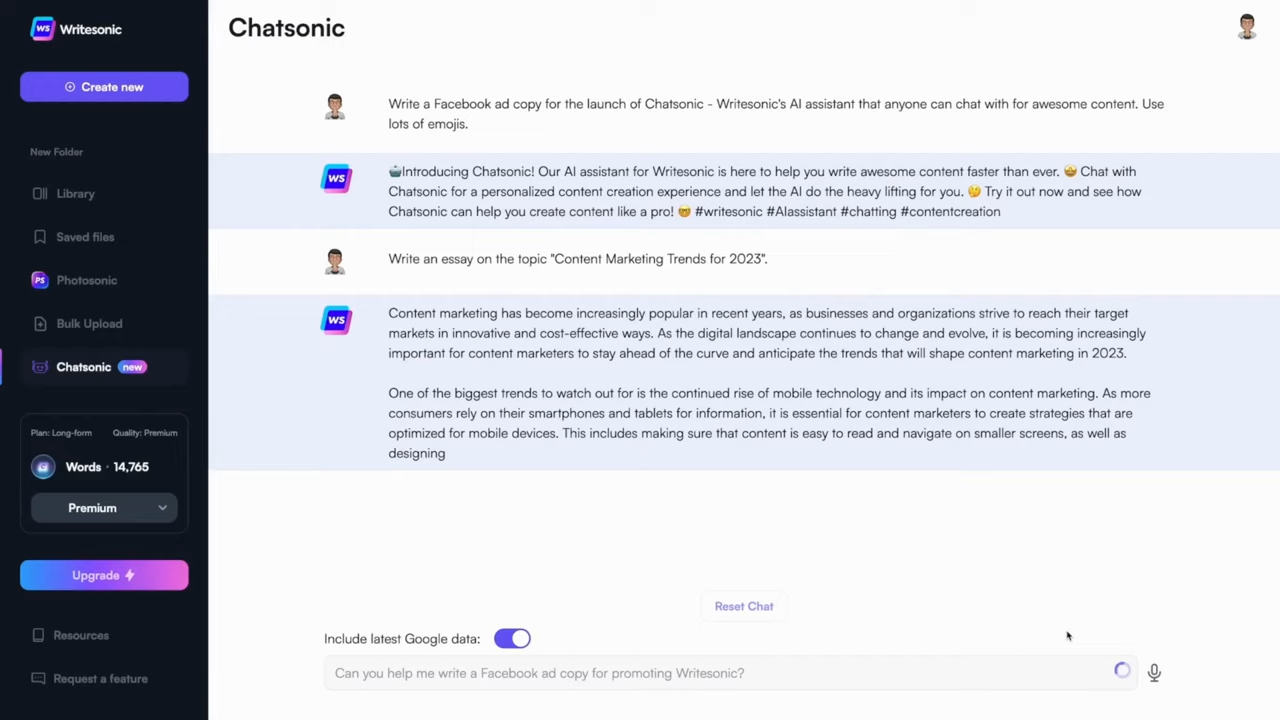 WS Writesonic
Create new
New Folder
Library
Saved files
PS Photosonic
Bulk Upload
Chatsonic new
Plan: Long-form Quality: Premium
Words · 14,765
Premium
Upgrade
Resources
Request a feature
Chatsonic
Write a Facebook ad copy for the launch of Chatsonic - Writesonic's AI assistant that anyone can chat with for awesome content. Use
lots of emojis.
WS
🤖Introducing Chatsonic! Our AI assistant for Writesonic is here to help you write awesome content faster than ever. 🤩 Chat with
Chatsonic for a personalized content creation experience and let the AI do the heavy lifting for you. 🤔 Try it out now and see how
Chatsonic can help you create content like a pro! 🤓 #writesonic #AIassistant #chatting #contentcreation
Write an essay on the topic "Content Marketing Trends for 2023".
WS
Content marketing has become increasingly popular in recent years, as businesses and organizations strive to reach their target
markets in innovative and cost-effective ways. As the digital landscape continues to change and evolve, it is becoming increasingly
important for content marketers to stay ahead of the curve and anticipate the trends that will shape content marketing in 2023.
One of the biggest trends to watch out for is the continued rise of mobile technology and its impact on content marketing. As more
consumers rely on their smartphones and tablets for information, it is essential for content marketers to create strategies that are
optimized for mobile devices. This includes making sure that content is easy to read and navigate on smaller screens, as well as
designing
Reset Chat
Include latest Google data:
Can you help me write a Facebook ad copy for promoting Writesonic?